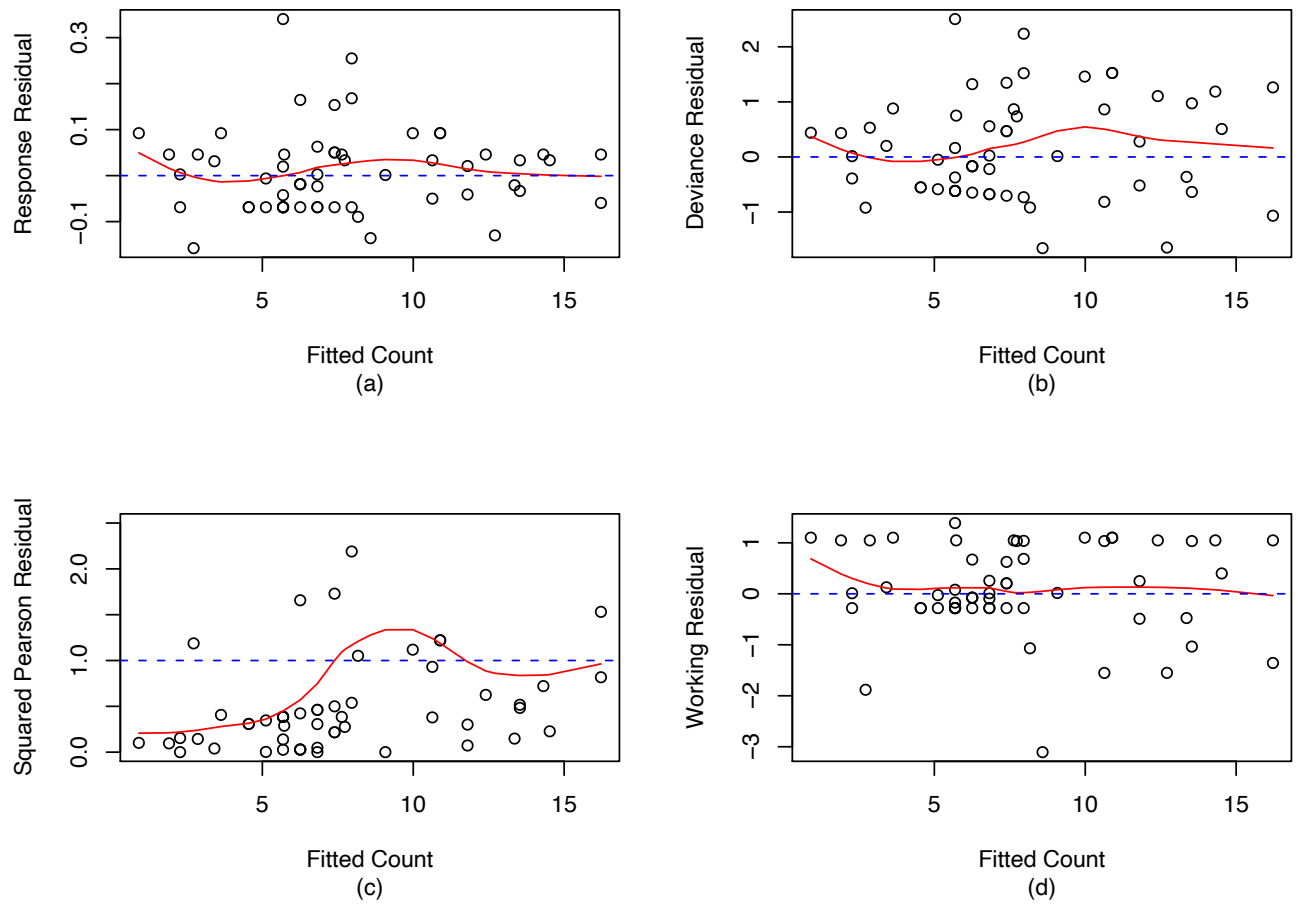 Response Residual
0.3
0.1
−0.1
5 10 15
Fitted Count
(a)
Deviance Residual
2
1
0
−1
5 10 15
Fitted Count
(b)
Squared Pearson Residual
2.0
1.0
0.0
5 10 15
Fitted Count
(c)
Working Residual
1
0
−1
−2
−3
5 10 15
Fitted Count
(d)